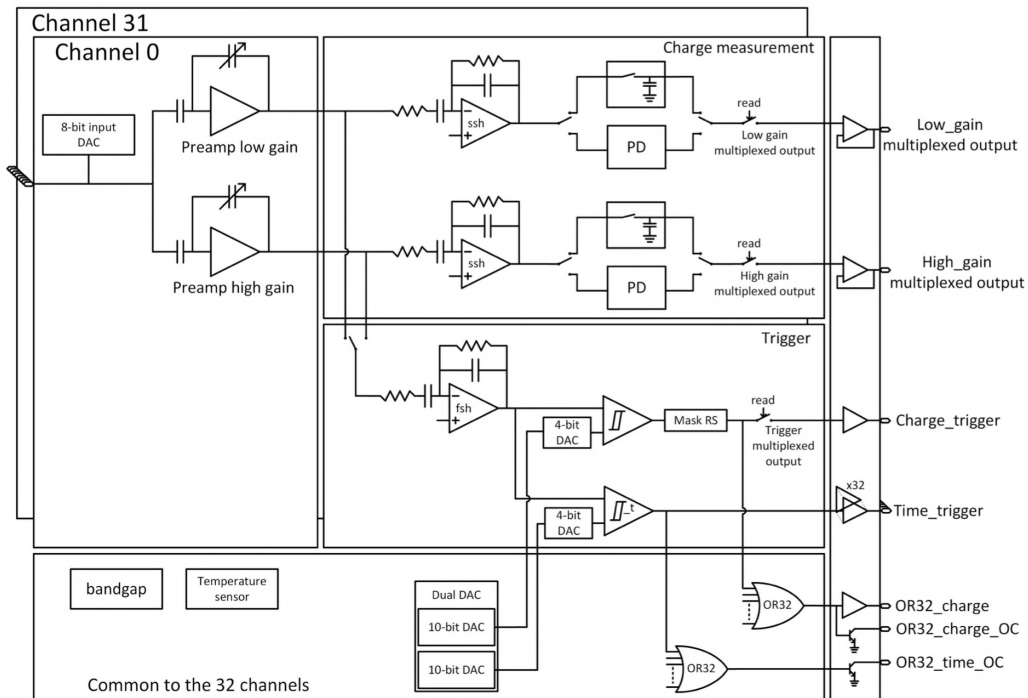 Channel 31
Channel 0
8-bit input
DAC
Preamp low gain
Preamp high gain
Charge measurement
ssh
PD
read
Low gain
multiplexed output
Low_gain
multiplexed output
ssh
PD
read
High gain
multiplexed output
High_gain
multiplexed output
Trigger
fsh
4-bit
DAC
Mask RS
read
Trigger
multiplexed
output
Charge_trigger
4-bit
DAC
_t
x32
Time_trigger
bandgap
Temperature
sensor
Dual DAC
10-bit DAC
10-bit DAC
OR32
OR32
OR32_charge
OR32_charge_OC
OR32_time_OC
Common to the 32 channels